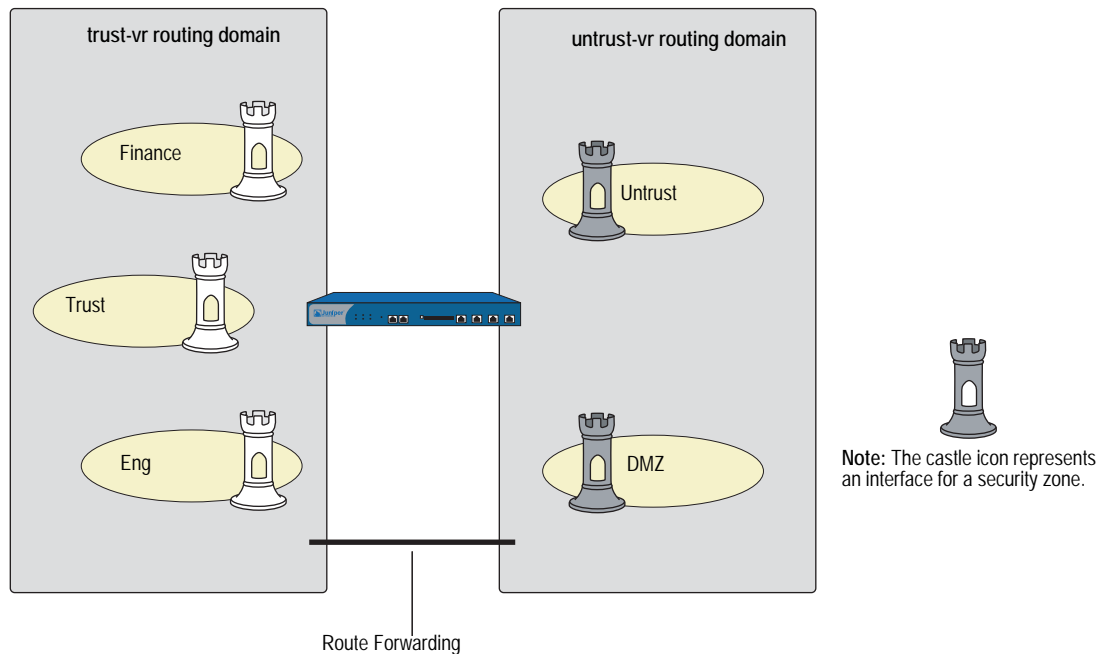 trust-vr routing domain
untrust-vr routing domain
Finance
Untrust
Trust
Juniper
Eng
DMZ
Note: The castle icon represents
an interface for a security zone.
Route Forwarding